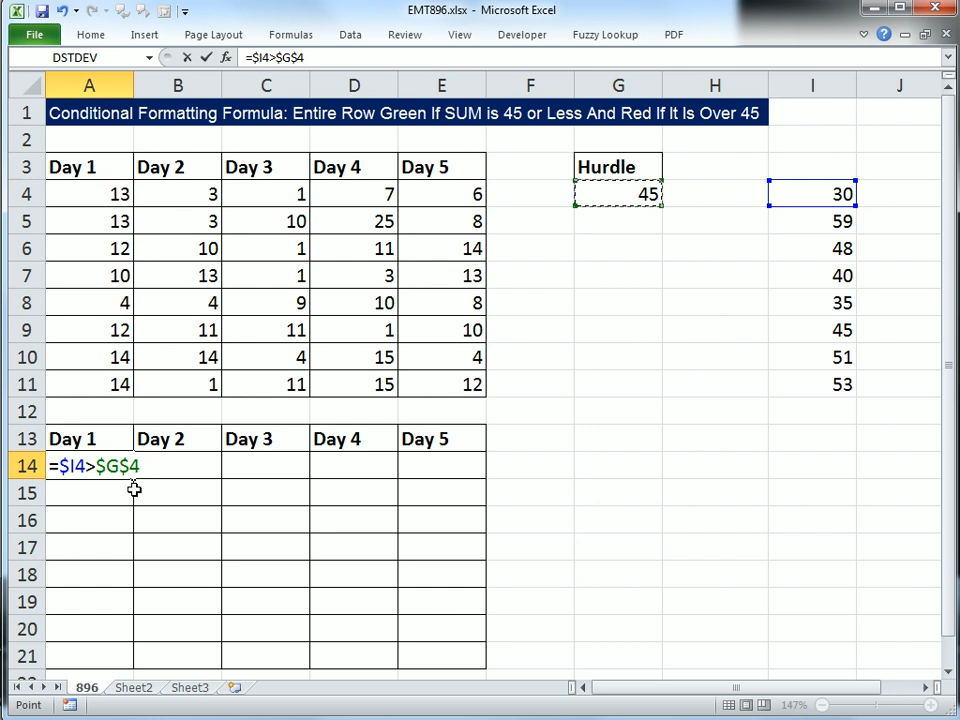 EMT896.xlsx - Microsoft Excel
File Home Insert Page Layout Formulas Data Review View Developer Fuzzy Lookup PDF
DSTDEV fx =$I4>$G$4
A B C D E F G H I J
1 Conditional Formatting Formula: Entire Row Green If SUM is 45 or Less And Red If It Is Over 45
2
3 Day 1 Day 2 Day 3 Day 4 Day 5 Hurdle
4 13 3 1 7 6 45 30
5 13 3 10 25 8 59
6 12 10 1 11 14 48
7 10 13 1 3 13 40
8 4 4 9 10 8 35
9 12 11 11 1 10 45
10 14 14 4 15 4 51
11 14 1 11 15 12 53
12
13 Day 1 Day 2 Day 3 Day 4 Day 5
14 =$I4>$G$4
15
16
17
18
19
20
21
896 Sheet2 Sheet3
Point 147%